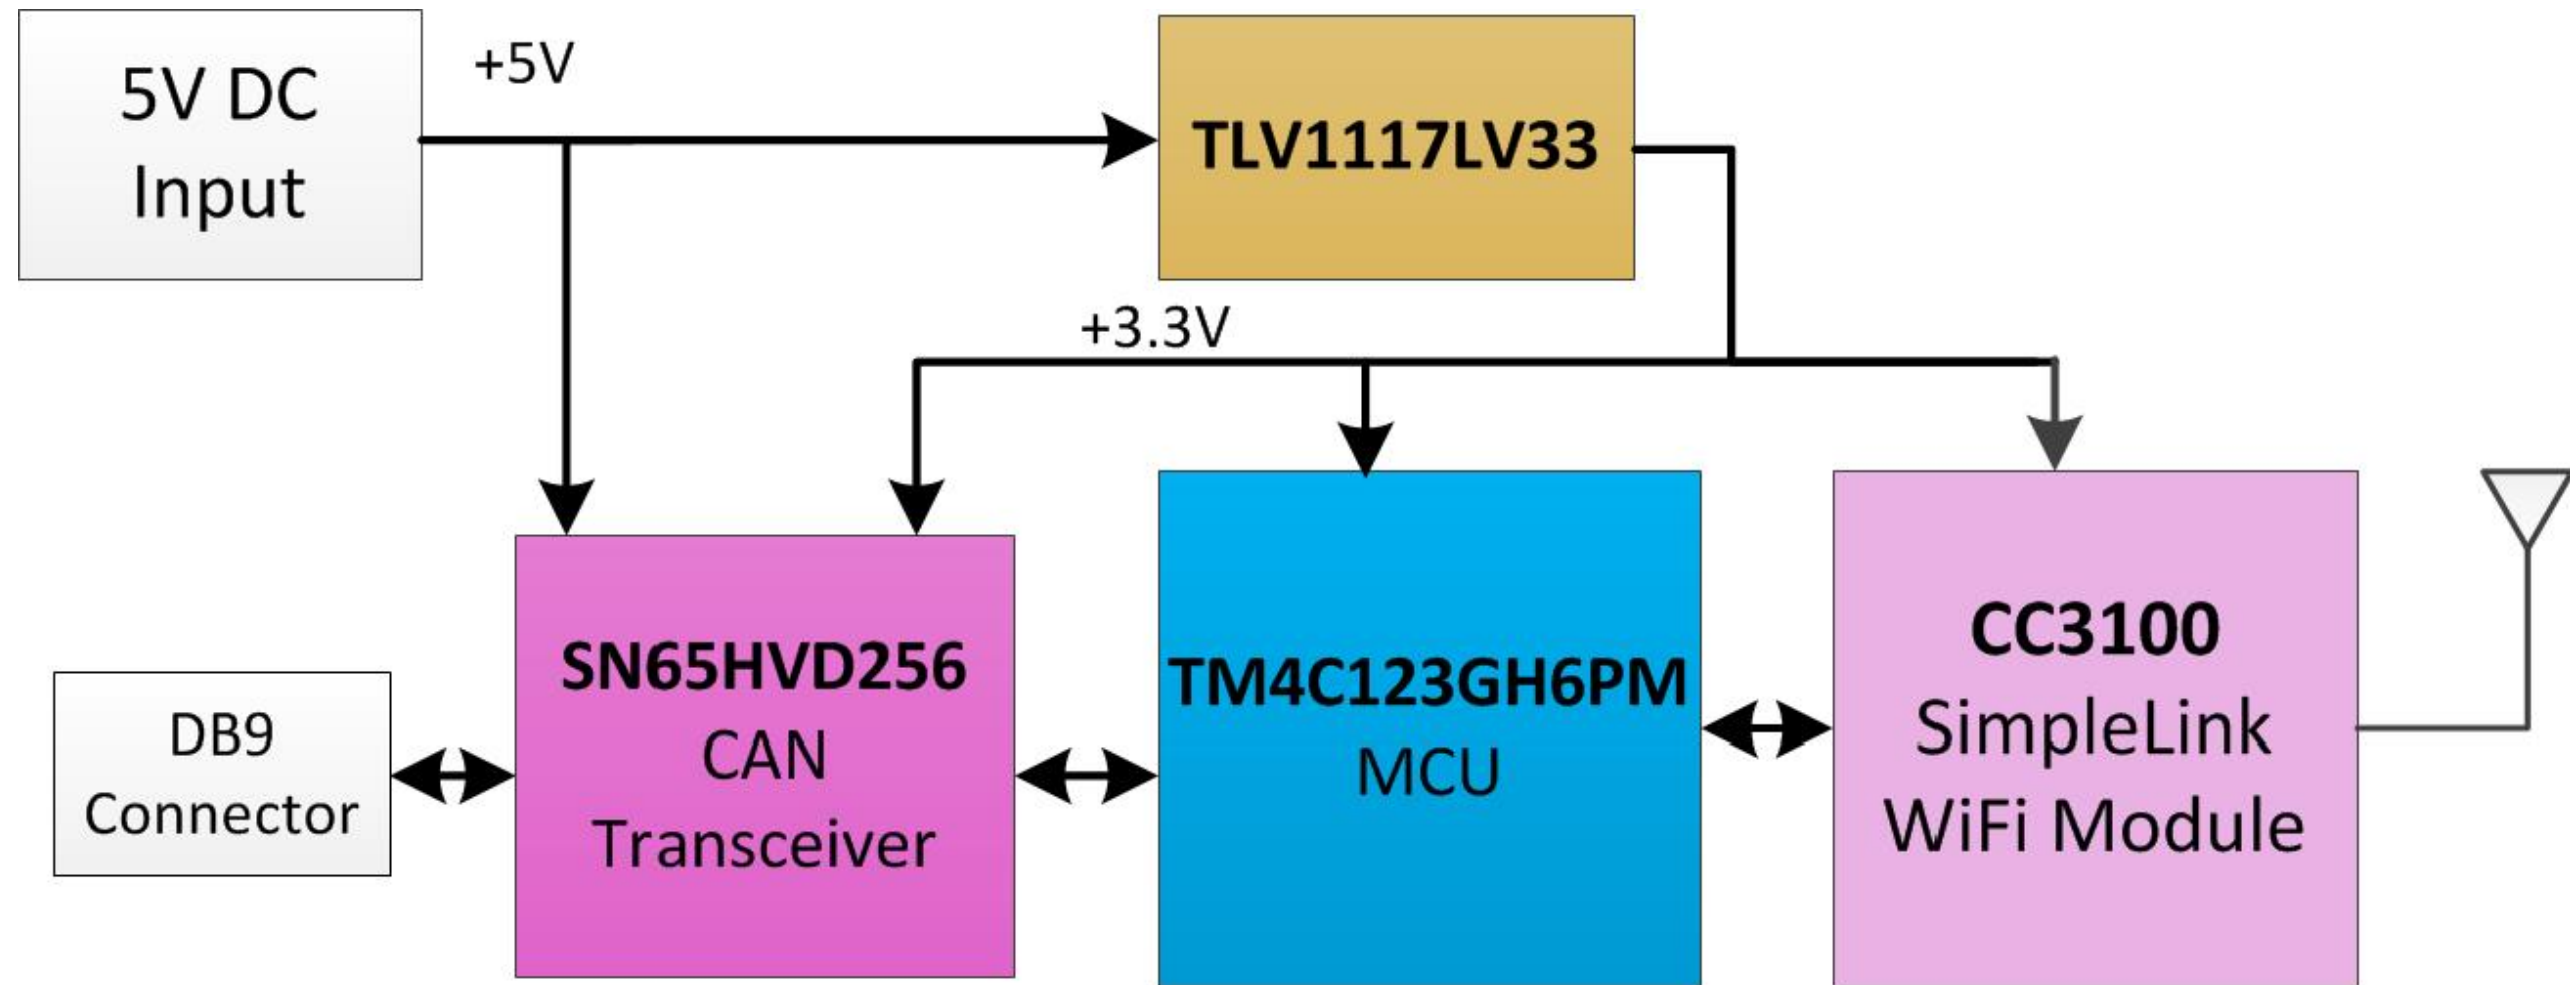 5V DC
Input
+5V
TLV1117LV33
+3.3V
DB9
Connector
SN65HVD256
CAN
Transceiver
TM4C123GH6PM
MCU
CC3100
SimpleLink
WiFi Module